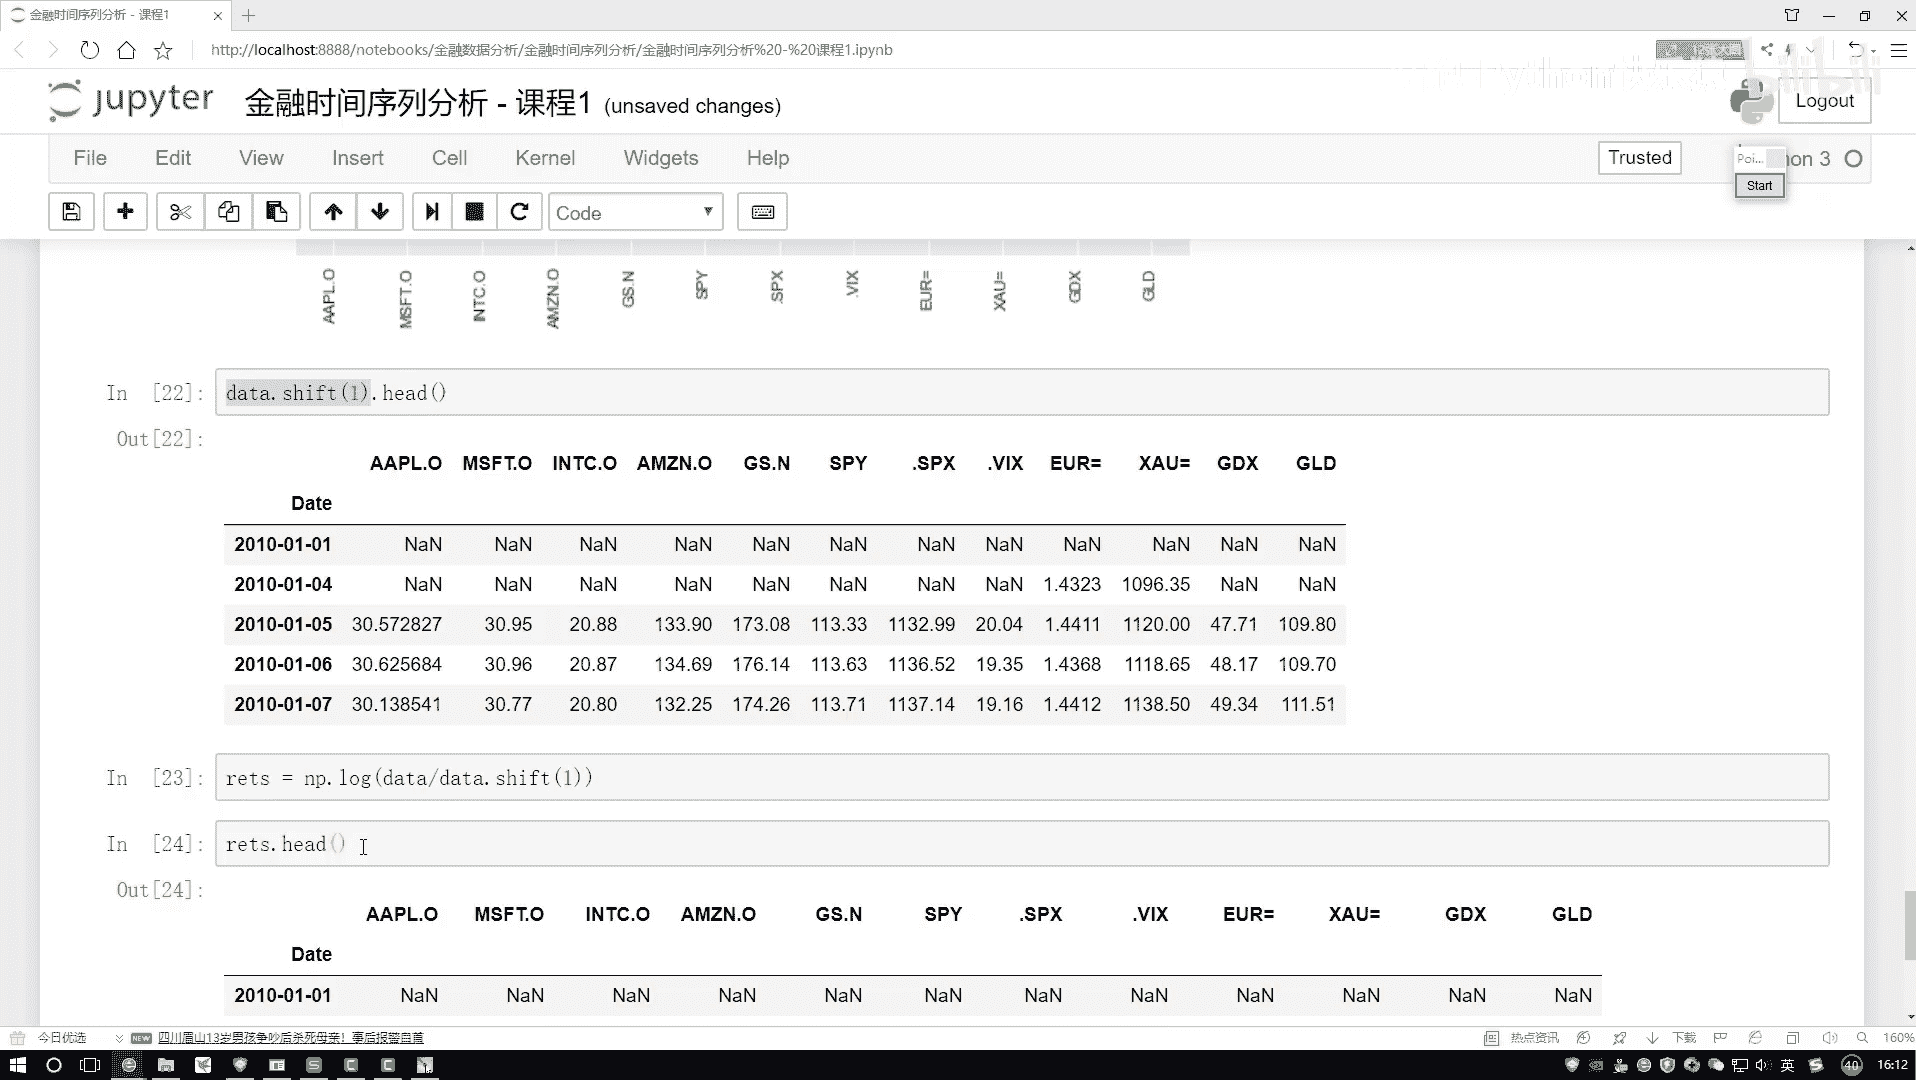 金融时间序列分析 - 课程1
http://localhost:8888/notebooks/金融数据分析/金融时间序列分析/金融时间序列分析%20-%20课程1.ipynb
bilibili
jupyter 金融时间序列分析 - 课程1 (unsaved changes) Logout
File Edit View Insert Cell Kernel Widgets Help Trusted Poi... hon 3
Start
Code
AAPL.O MSFT.O INTC.O AMZN.O GS.N SPY .SPX .VIX EUR= XAU= GDX GLD
In [22]: data.shift(1).head()
Out[22]:
AAPL.O MSFT.O INTC.O AMZN.O GS.N SPY .SPX .VIX EUR= XAU= GDX GLD
Date
2010-01-01 NaN NaN NaN NaN NaN NaN NaN NaN NaN NaN NaN NaN
2010-01-04 NaN NaN NaN NaN NaN NaN NaN NaN 1.4323 1096.35 NaN NaN
2010-01-05 30.572827 30.95 20.88 133.90 173.08 113.33 1132.99 20.04 1.4411 1120.00 47.71 109.80
2010-01-06 30.625684 30.96 20.87 134.69 176.14 113.63 1136.52 19.35 1.4368 1118.65 48.17 109.70
2010-01-07 30.138541 30.77 20.80 132.25 174.26 113.71 1137.14 19.16 1.4412 1138.50 49.34 111.51
In [23]: rets = np.log(data/data.shift(1))
In [24]: rets.head()
Out[24]:
AAPL.O MSFT.O INTC.O AMZN.O GS.N SPY .SPX .VIX EUR= XAU= GDX GLD
Date
2010-01-01 NaN NaN NaN NaN NaN NaN NaN NaN NaN NaN NaN NaN
今日优选 NEW 四川眉山13岁男孩争吵后杀死母亲！事后报警自首 热点资讯 下载 160%
英 40 16:12